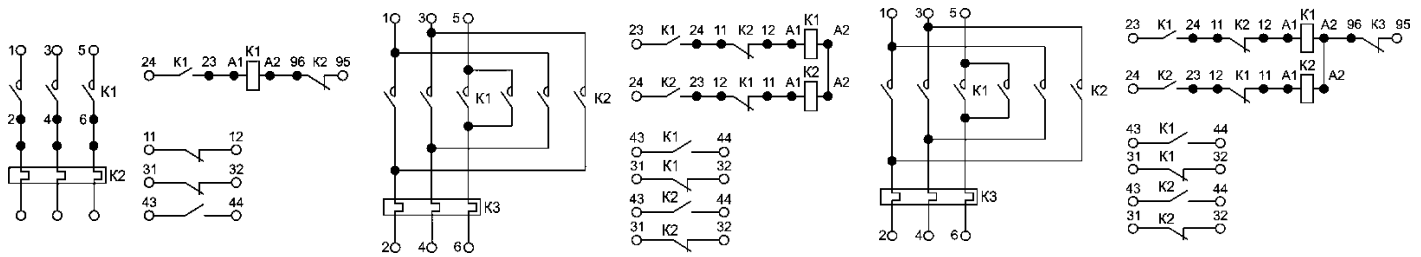 1 3 5
24 K1 23 A1 K1 A2 96 K2 95
K1
2 4 6
K2
11 12
31 32
43 44
1 3 5
K1 K2
K3
2 4 6
23 K1 24 11 K2 12 A1 K1 A2
24 K2 23 12 K1 11 A1 K2 A2
43 K1 44
31 K1 32
43 K2 44
31 K2 32
1 3 5
K1 K2
K3
2 4 6
23 K1 24 11 K2 12 A1 K1 A2 96 K3 95
24 K2 23 12 K1 11 A1 K2 A2
43 K1 44
31 K1 32
43 K2 44
31 K2 32